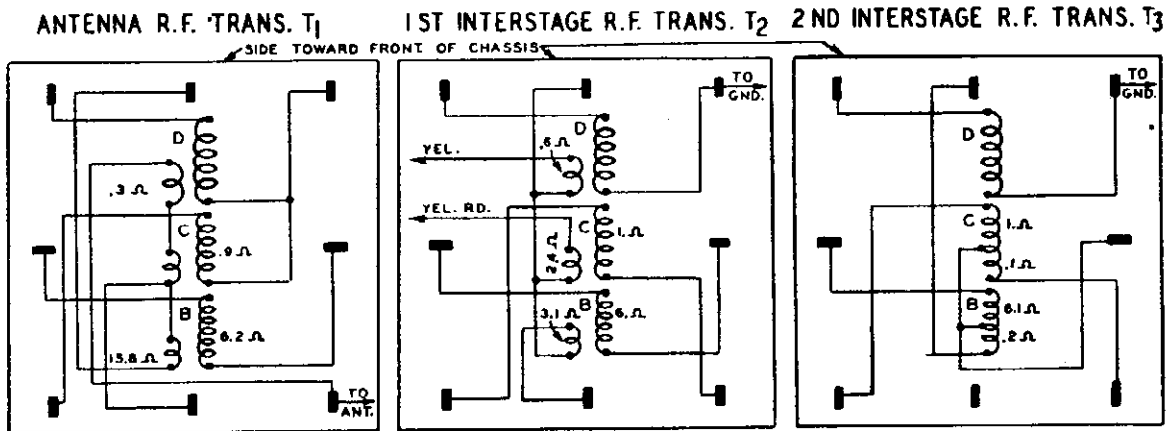 ANTENNA R.F. TRANS. T1
1ST INTERSTAGE R.F. TRANS. T2
2ND INTERSTAGE R.F. TRANS. T3
SIDE TOWARD FRONT OF CHASSIS
D
.3 Ω
C
.9 Ω
B
6.2 Ω
15.8 Ω
TO
ANT.
TO
GND.
D
YEL.
.6 Ω
YEL. RD.
C
1. Ω
2.4 Ω
B
3.1 Ω
6. Ω
TO
GND.
D
C
1. Ω
.1 Ω
B
6.1 Ω
.2 Ω